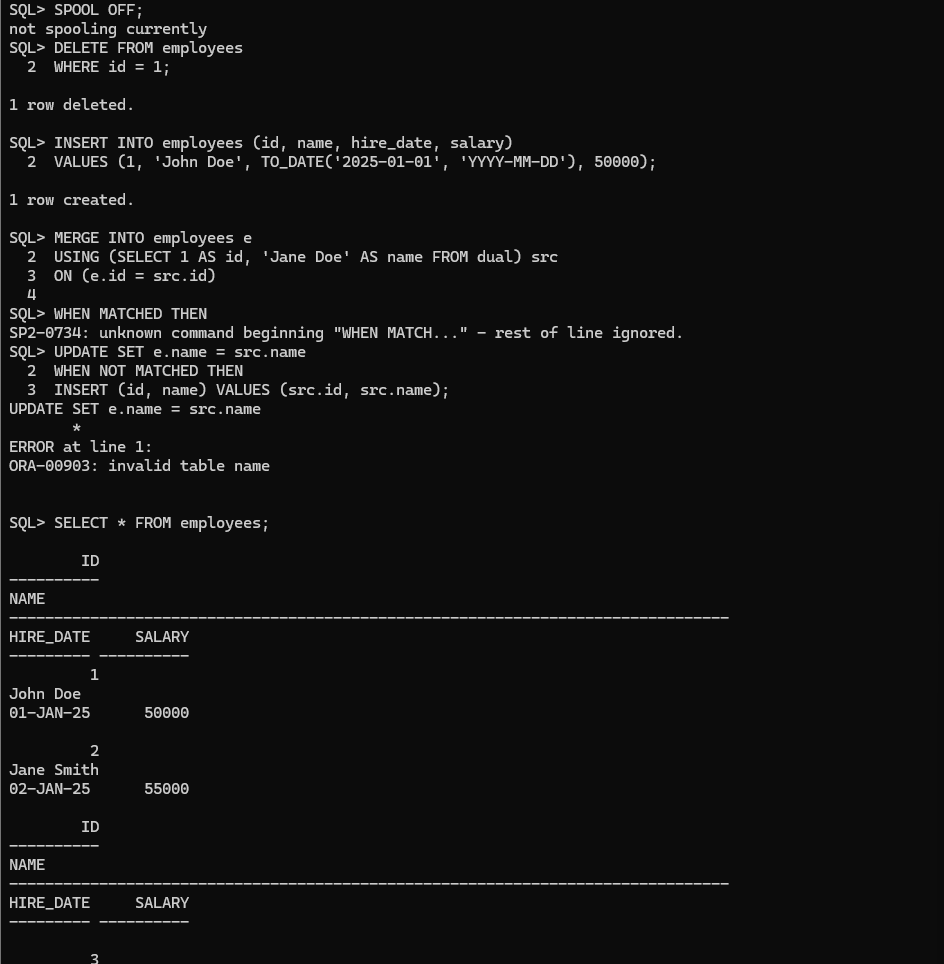 SQL> SPOOL OFF;
not spooling currently
SQL> DELETE FROM employees
  2  WHERE id = 1;

1 row deleted.

SQL> INSERT INTO employees (id, name, hire_date, salary)
  2  VALUES (1, 'John Doe', TO_DATE('2025-01-01', 'YYYY-MM-DD'), 50000);

1 row created.

SQL> MERGE INTO employees e
  2  USING (SELECT 1 AS id, 'Jane Doe' AS name FROM dual) src
  3  ON (e.id = src.id)
  4
SQL> WHEN MATCHED THEN
SP2-0734: unknown command beginning "WHEN MATCH..." - rest of line ignored.
SQL> UPDATE SET e.name = src.name
  2  WHEN NOT MATCHED THEN
  3  INSERT (id, name) VALUES (src.id, src.name);
UPDATE SET e.name = src.name
       *
ERROR at line 1:
ORA-00903: invalid table name


SQL> SELECT * FROM employees;

        ID
----------
NAME
--------------------------------------------------------------------------------
HIRE_DATE     SALARY
--------- ----------
         1
John Doe
01-JAN-25      50000

         2
Jane Smith
02-JAN-25      55000

        ID
----------
NAME
--------------------------------------------------------------------------------
HIRE_DATE     SALARY
--------- ----------

         3